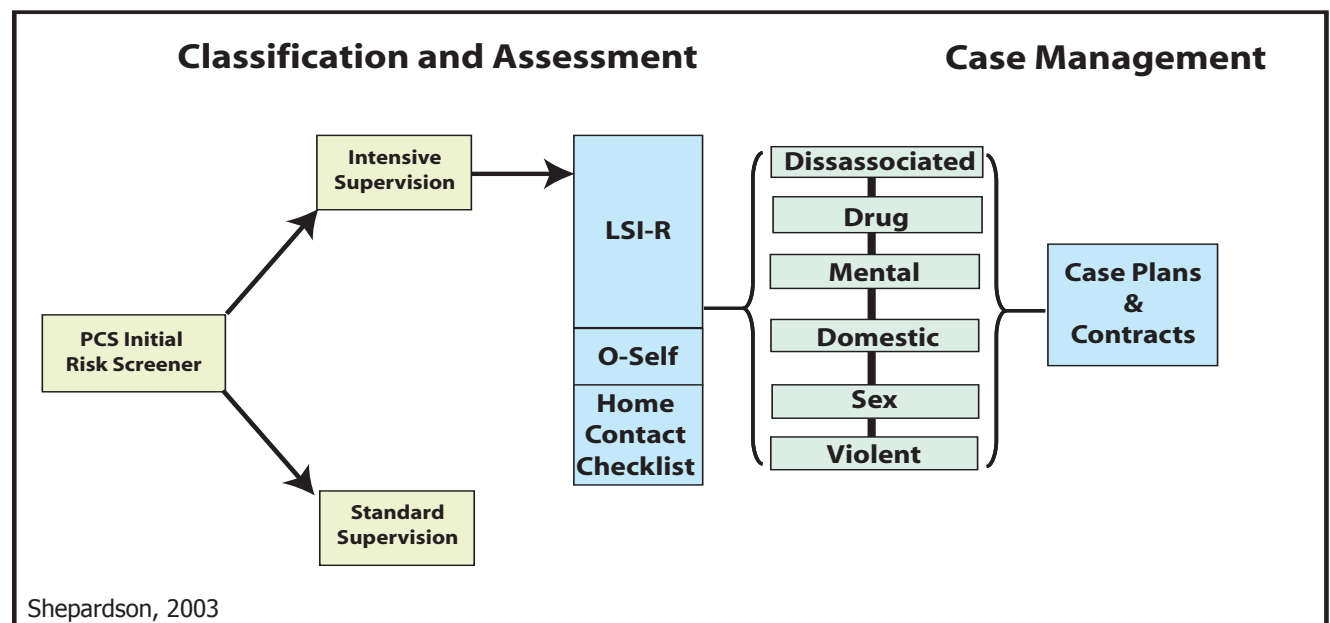 Classification and Assessment
Case Management
PCS Initial
Risk Screener
Intensive
Supervision
Standard
Supervision
LSI-R
O-Self
Home
Contact
Checklist
Dissassociated
Drug
Mental
Domestic
Sex
Violent
Case Plans
&
Contracts
Shepardson, 2003